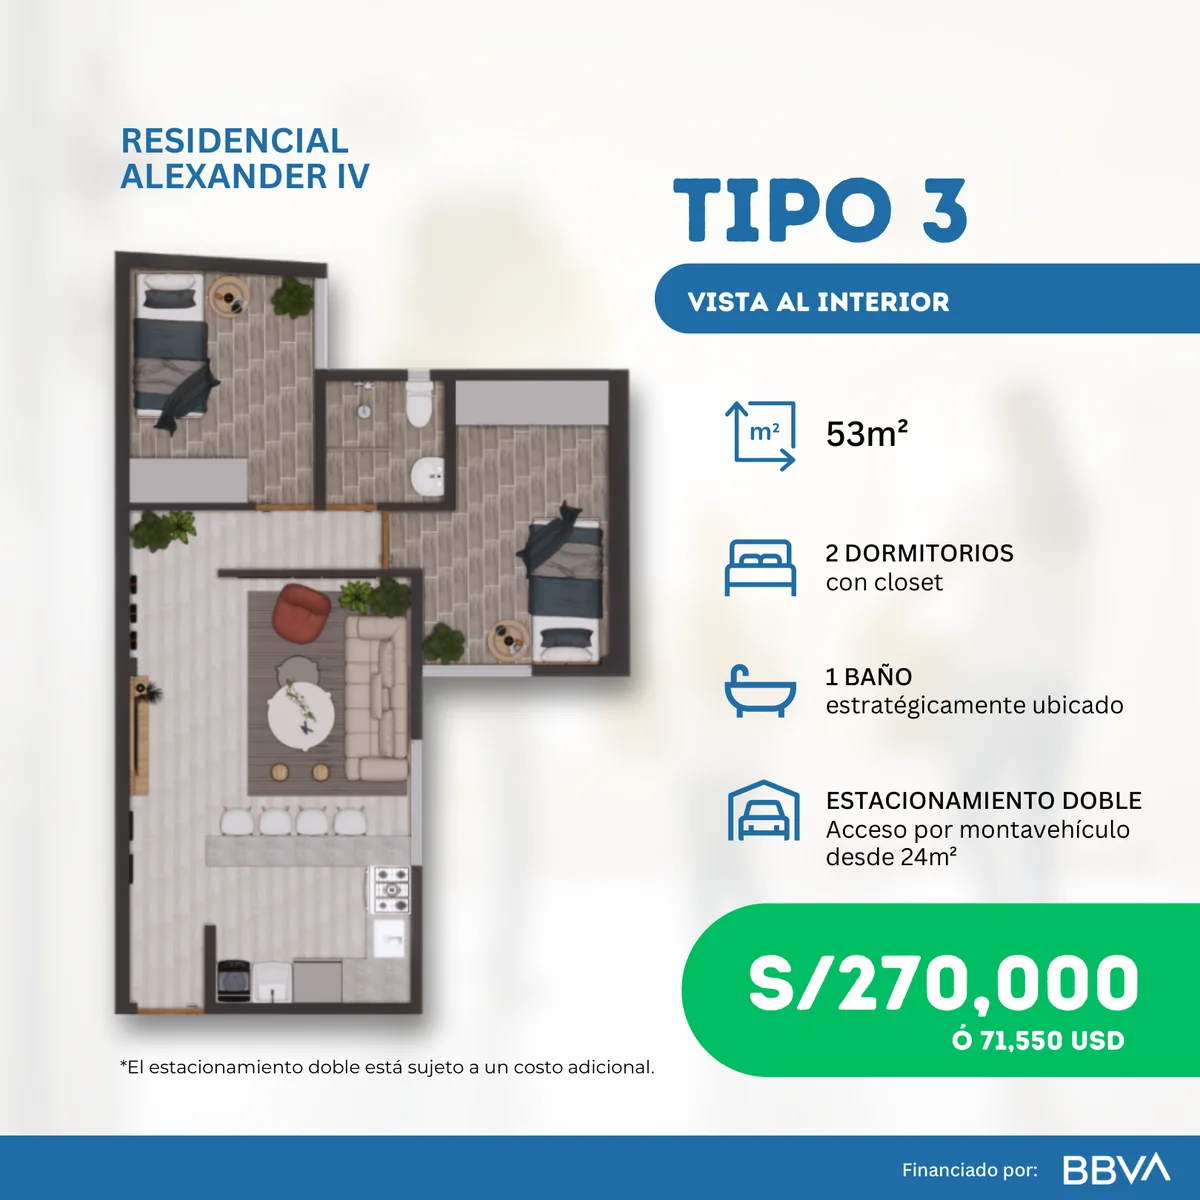 RESIDENCIAL
ALEXANDER IV
TIPO 3
VISTA AL INTERIOR
m²
53m²
2 DORMITORIOS
con closet
1 BAÑO
estratégicamente ubicado
ESTACIONAMIENTO DOBLE
Acceso por montavehículo
desde 24m²
S/270,000
Ó 71,550 USD
*El estacionamiento doble está sujeto a un costo adicional.
Financiado por: BBVA